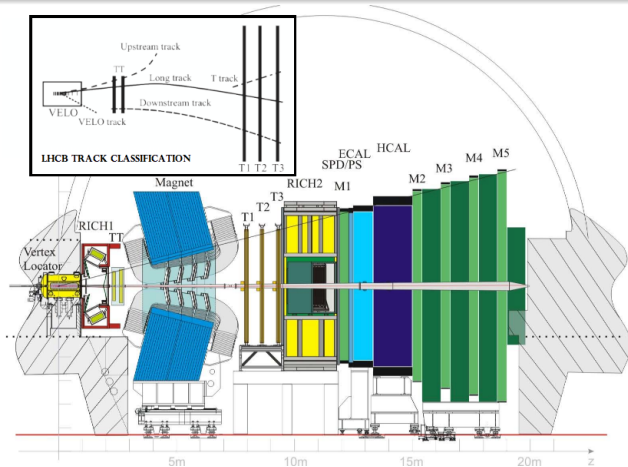 Upstream track
TT
Long track
T track
VELO
VELO track
Downstream track
LHCB TRACK CLASSIFICATION
T1 T2 T3
Magnet
RICH1
TT
Vertex
Locator
T1
T2
T3
RICH2
SPD/PS
M1
ECAL
HCAL
M2
M3
M4
M5
5m
10m
15m
20m
z